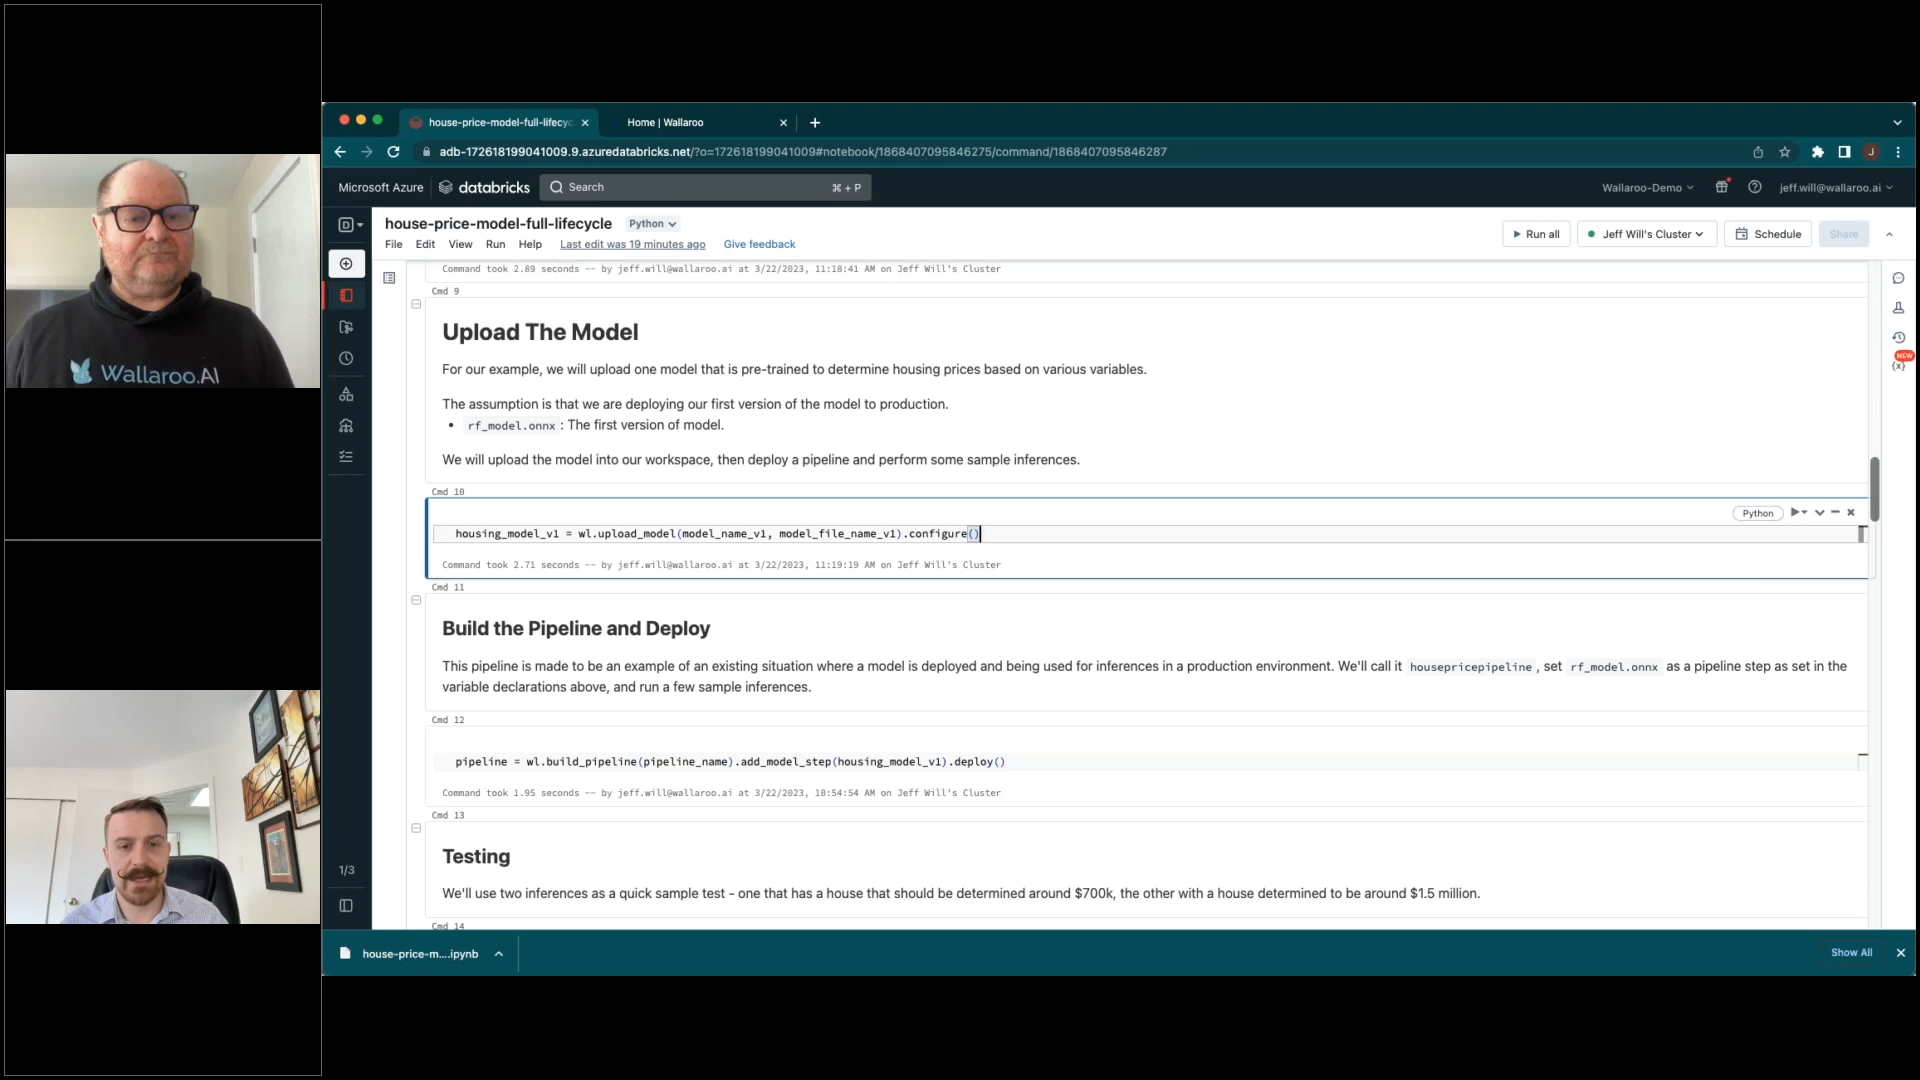 Wallaroo.AI
house-price-model-full-lifecyc
Home | Wallaroo
adb-172618199041009.9.azuredatabricks.net/?o=172618199041009#notebook/1868407095846275/command/1868407095846287
J
Microsoft Azure
databricks
Search
⌘ + P
Wallaroo-Demo
jeff.will@wallaroo.ai
D
house-price-model-full-lifecycle
Python
File Edit View Run Help Last edit was 19 minutes ago Give feedback
Run all
Jeff Will's Cluster
Schedule
Share
Command took 2.89 seconds -- by jeff.will@wallaroo.ai at 3/22/2023, 11:18:41 AM on Jeff Will's Cluster
Cmd 9
Upload The Model
For our example, we will upload one model that is pre-trained to determine housing prices based on various variables.
The assumption is that we are deploying our first version of the model to production.
• rf_model.onnx : The first version of model.
We will upload the model into our workspace, then deploy a pipeline and perform some sample inferences.
NEW
{x}
Cmd 10
Python
housing_model_v1 = wl.upload_model(model_name_v1, model_file_name_v1).configure()
Command took 2.71 seconds -- by jeff.will@wallaroo.ai at 3/22/2023, 11:19:19 AM on Jeff Will's Cluster
Cmd 11
Build the Pipeline and Deploy
This pipeline is made to be an example of an existing situation where a model is deployed and being used for inferences in a production environment. We'll call it housepricepipeline , set rf_model.onnx as a pipeline step as set in the
variable declarations above, and run a few sample inferences.
Cmd 12
pipeline = wl.build_pipeline(pipeline_name).add_model_step(housing_model_v1).deploy()
Command took 1.95 seconds -- by jeff.will@wallaroo.ai at 3/22/2023, 10:54:54 AM on Jeff Will's Cluster
Cmd 13
Testing
We'll use two inferences as a quick sample test - one that has a house that should be determined around $700k, the other with a house determined to be around $1.5 million.
Cmd 14
1/3
house-price-m....ipynb
Show All